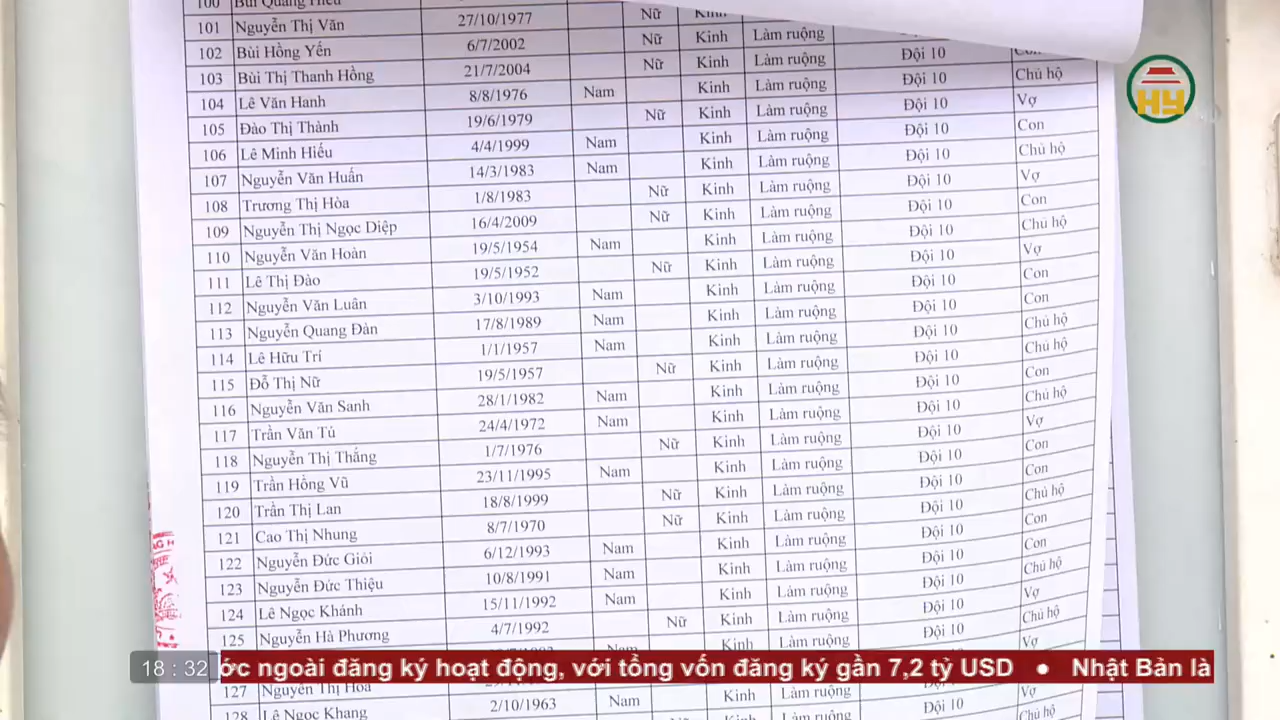 100 Bùi Quang Hiếu
101 Nguyễn Thị Văn 27/10/1977 Nữ Kinh
102 Bùi Hồng Yến 6/7/2002 Nữ Kinh Làm ruộng
103 Bùi Thị Thanh Hồng 21/7/2004 Nữ Kinh Làm ruộng Đội 10 Con
104 Lê Văn Hanh 8/8/1976 Nam Kinh Làm ruộng Đội 10 Chủ hộ
105 Đào Thị Thành 19/6/1979 Nữ Kinh Làm ruộng Đội 10 Vợ
106 Lê Minh Hiếu 4/4/1999 Nam Kinh Làm ruộng Đội 10 Con
107 Nguyễn Văn Huấn 14/3/1983 Nam Kinh Làm ruộng Đội 10 Chủ hộ
108 Trương Thị Hòa 1/8/1983 Nữ Kinh Làm ruộng Đội 10 Vợ
109 Nguyễn Thị Ngọc Diệp 16/4/2009 Nữ Kinh Làm ruộng Đội 10 Con
110 Nguyễn Văn Hoàn 19/5/1954 Nam Kinh Làm ruộng Đội 10 Chủ hộ
111 Lê Thị Đào 19/5/1952 Nữ Kinh Làm ruộng Đội 10 Vợ
112 Nguyễn Văn Luân 3/10/1993 Nam Kinh Làm ruộng Đội 10 Con
113 Nguyễn Quang Đàn 17/8/1989 Nam Kinh Làm ruộng Đội 10 Con
114 Lê Hữu Trí 1/1/1957 Nam Kinh Làm ruộng Đội 10 Chủ hộ
115 Đỗ Thị Nữ 19/5/1957 Nữ Kinh Làm ruộng Đội 10 Chủ hộ
116 Nguyễn Văn Sanh 28/1/1982 Nam Kinh Làm ruộng Đội 10 Con
117 Trần Văn Tú 24/4/1972 Nam Kinh Làm ruộng Đội 10 Chủ hộ
118 Nguyễn Thị Thắng 1/7/1976 Nữ Kinh Làm ruộng Đội 10 Vợ
119 Trần Hồng Vũ 23/11/1995 Nam Kinh Làm ruộng Đội 10 Con
120 Trần Thị Lan 18/8/1999 Nữ Kinh Làm ruộng Đội 10 Con
121 Cao Thị Nhung 8/7/1970 Nữ Kinh Làm ruộng Đội 10 Chủ hộ
122 Nguyễn Đức Giỏi 6/12/1993 Nam Kinh Làm ruộng Đội 10 Con
123 Nguyễn Đức Thiệu 10/8/1991 Nam Kinh Làm ruộng Đội 10 Con
124 Lê Ngọc Khánh 15/11/1992 Nam Kinh Làm ruộng Đội 10 Chủ hộ
125 Nguyễn Hà Phương 4/7/1992 Nữ Kinh Làm ruộng Đội 10 Vợ
Nam Kinh Làm ruộng Đội 10 Chủ hộ
127 Nguyễn Thị Hoa Vợ
128 Lê Ngọc Khang 2/10/1963 Nam Kinh Làm ruộng
Kinh Làm ruộng Đội 10 Vợ
Chủ hộ
HY
18 : 32 ớc ngoài đăng ký hoạt động, với tổng vốn đăng ký gần 7,2 tỷ USD • Nhật Bản là